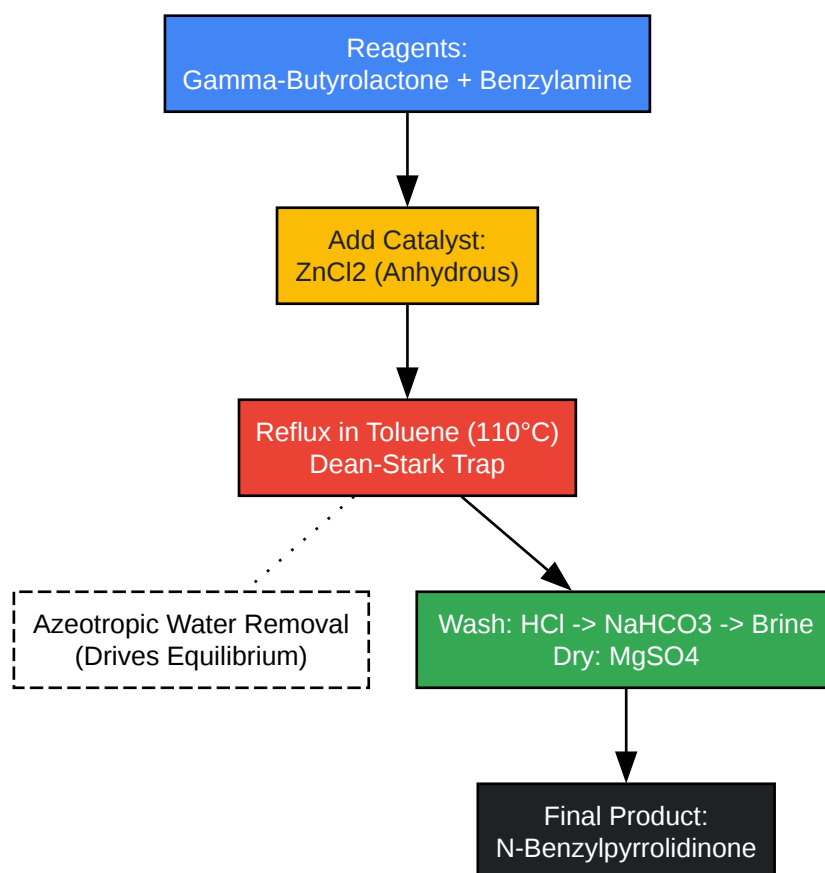 Reagents:
Gamma-Butyrolactone + Benzylamine
Add Catalyst:
ZnCl2 (Anhydrous)
Reflux in Toluene (110°C)
Dean-Stark Trap
Azeotropic Water Removal
(Drives Equilibrium)
Wash: HCl -> NaHCO3 -> Brine
Dry: MgSO4
Final Product:
N-Benzylpyrrolidinone